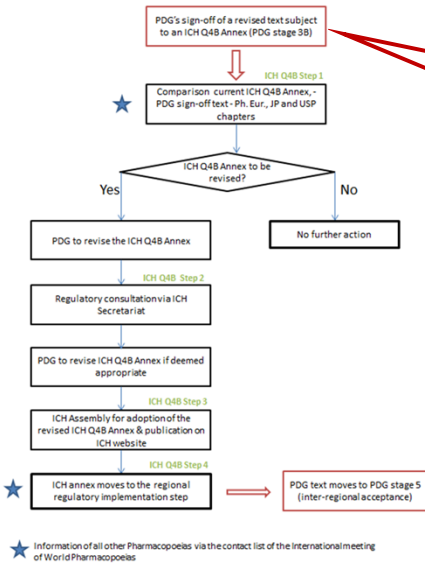 PDG's sign-off of a revised text subject
to an ICH Q4B Annex (PDG stage 3B)
ICH Q4B Step 1
Comparison current ICH Q4B Annex, -
PDG sign-off text - Ph. Eur., JP and USP
chapters
ICH Q4B Annex to be
revised?
Yes
No
PDG to revise the ICH Q4B Annex
No further action
ICH Q4B Step 2
Regulatory consultation via ICH
Secretariat
PDG to revise ICH Q4B Annex if deemed
appropriate
ICH Q4B Step 3
ICH Assembly for adoption of the
revised ICH Q4B Annex & publication on
ICH website
ICH Q4B Step 4
ICH annex moves to the regional
regulatory implementation step
PDG text moves to PDG stage 5
(inter-regional acceptance)
Information of all other Pharmacopoeias via the contact list of the International meeting
of World Pharmacopoeias